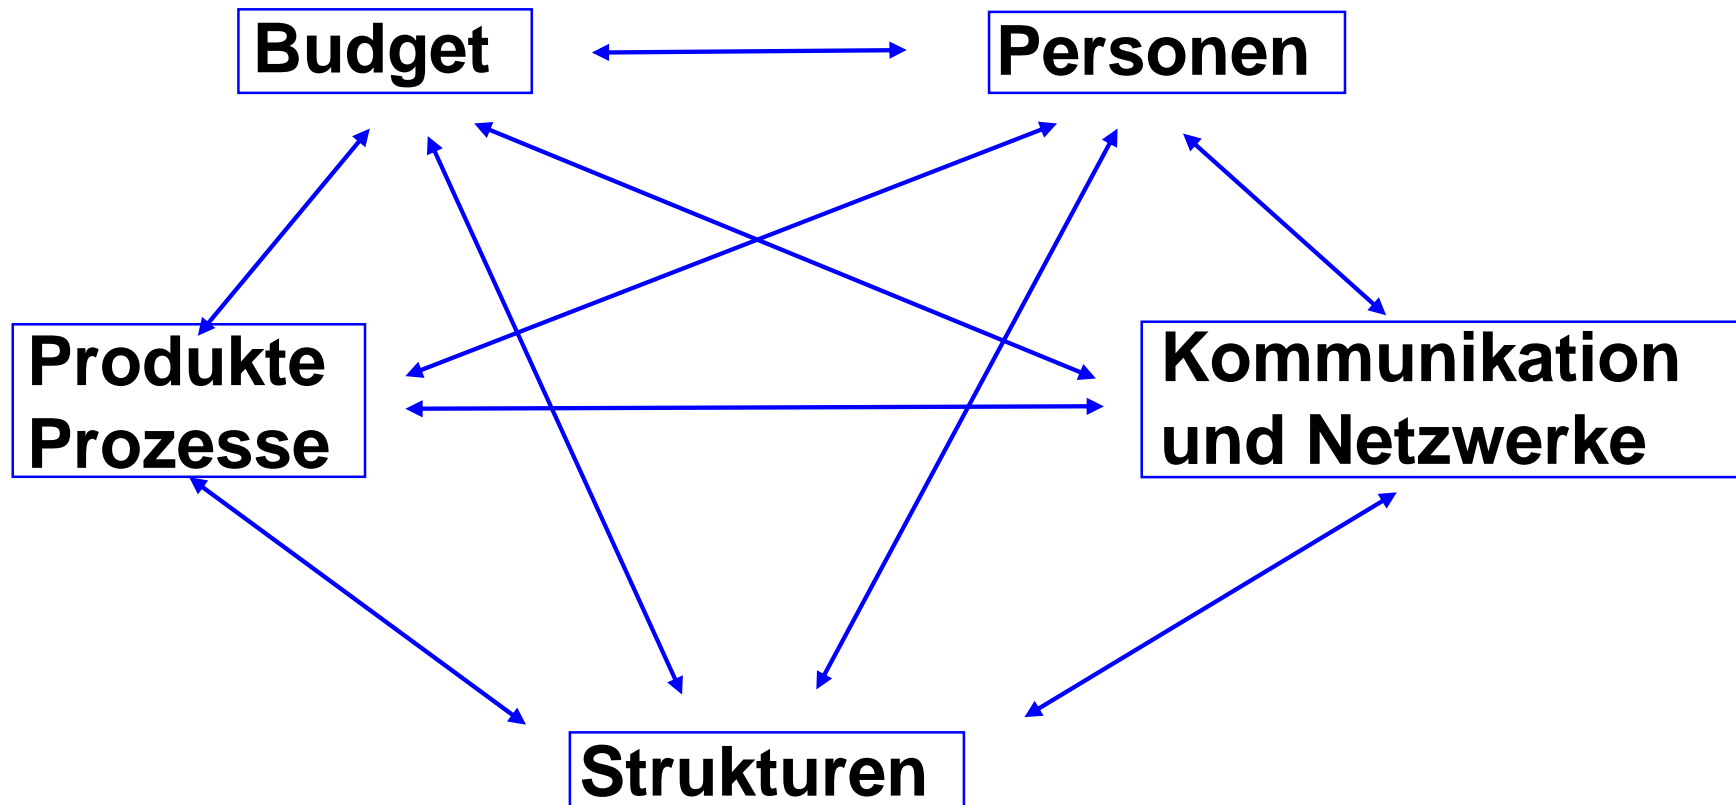 Budget
Personen
Produkte
Prozesse
Kommunikation
und Netzwerke
Strukturen